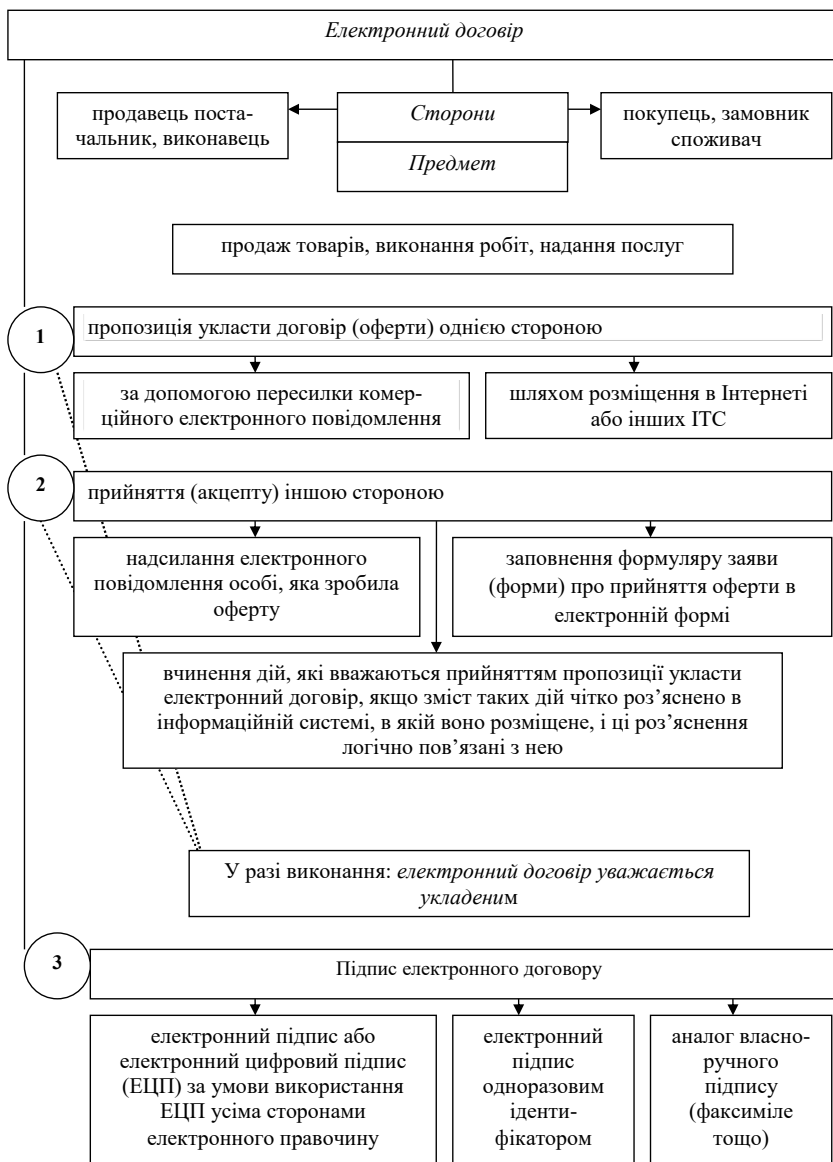 Електронний договір
продавець поста-
чальник, виконавець
Сторони
покупець, замовник
споживач
Предмет
продаж товарів, виконання робіт, надання послуг
1
пропозиція укласти договір (оферти) однією стороною
за допомогою пересилки комер-
ційного електронного повідомлення
шляхом розміщення в Інтернеті
або інших ІТС
2
прийняття (акцепту) іншою стороною
надсилання електронного
повідомлення особі, яка зробила
оферту
заповнення формуляру заяви
(форми) про прийняття оферти в
електронній формі
вчинення дій, які вважаються прийняттям пропозиції укласти
електронний договір, якщо зміст таких дій чітко роз’яснено в
інформаційній системі, в якій воно розміщене, і ці роз’яснення
логічно пов’язані з нею
У разі виконання: електронний договір уважається
укладеним
3
Підпис електронного договору
електронний підпис або
електронний цифровий підпис
(ЕЦП) за умови використання
ЕЦП усіма сторонами
електронного правочину
електронний
підпис
одноразовим
іденти-
фікатором
аналог власно-
ручного
підпису
(факсиміле
тощо)